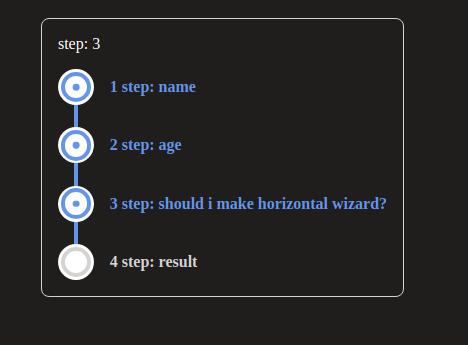 step: 3
1 step: name
2 step: age
3 step: should i make horizontal wizard?
4 step: result